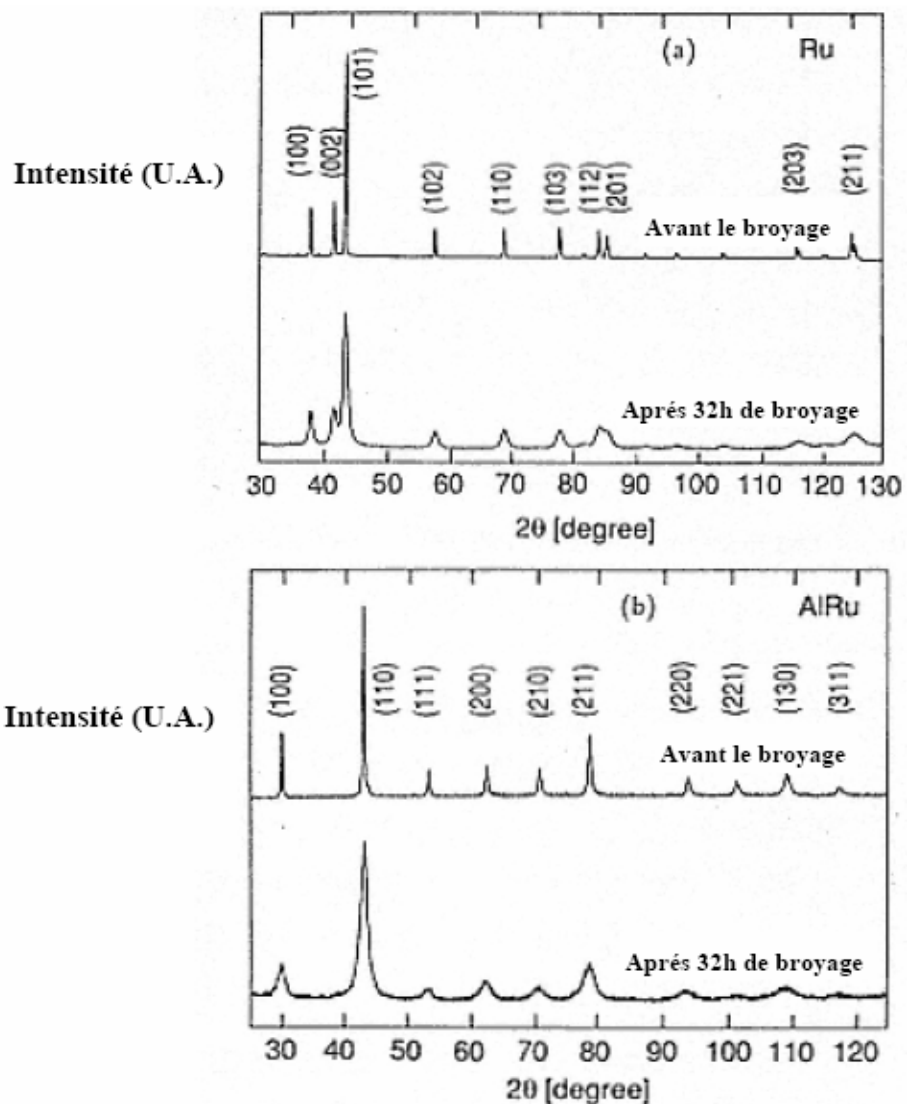 (a) Ru
(100)
(002)
(101)
(102)
(110)
(103)
(112)
(201)
(203)
(211)
Intensité (U.A.)
Avant le broyage
Aprés 32h de broyage
30 40 50 60 70 80 90 100 110 120 130
2θ [degree]
(b) AlRu
(100)
(110)
(111)
(200)
(210)
(211)
(220)
(221)
(130)
(311)
Intensité (U.A.)
Avant le broyage
Aprés 32h de broyage
30 40 50 60 70 80 90 100 110 120
2θ [degree]